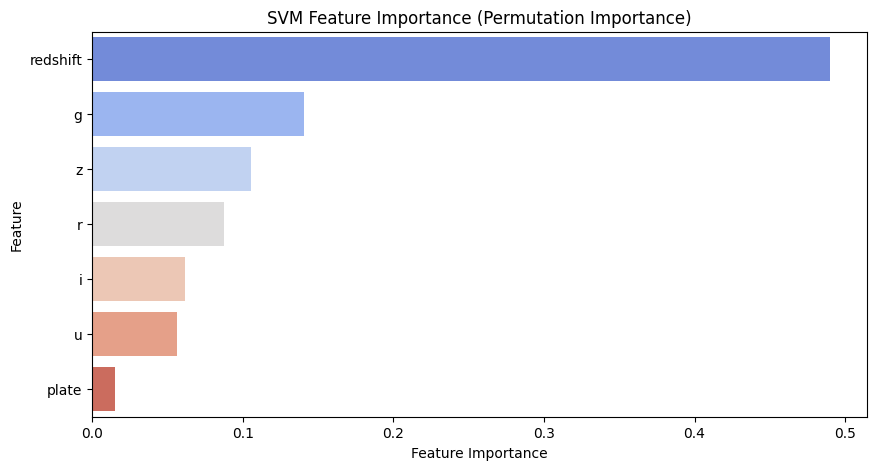 SVM Feature Importance (Permutation Importance)
Feature
redshift
g
z
r
i
u
plate
0.0 0.1 0.2 0.3 0.4 0.5
Feature Importance